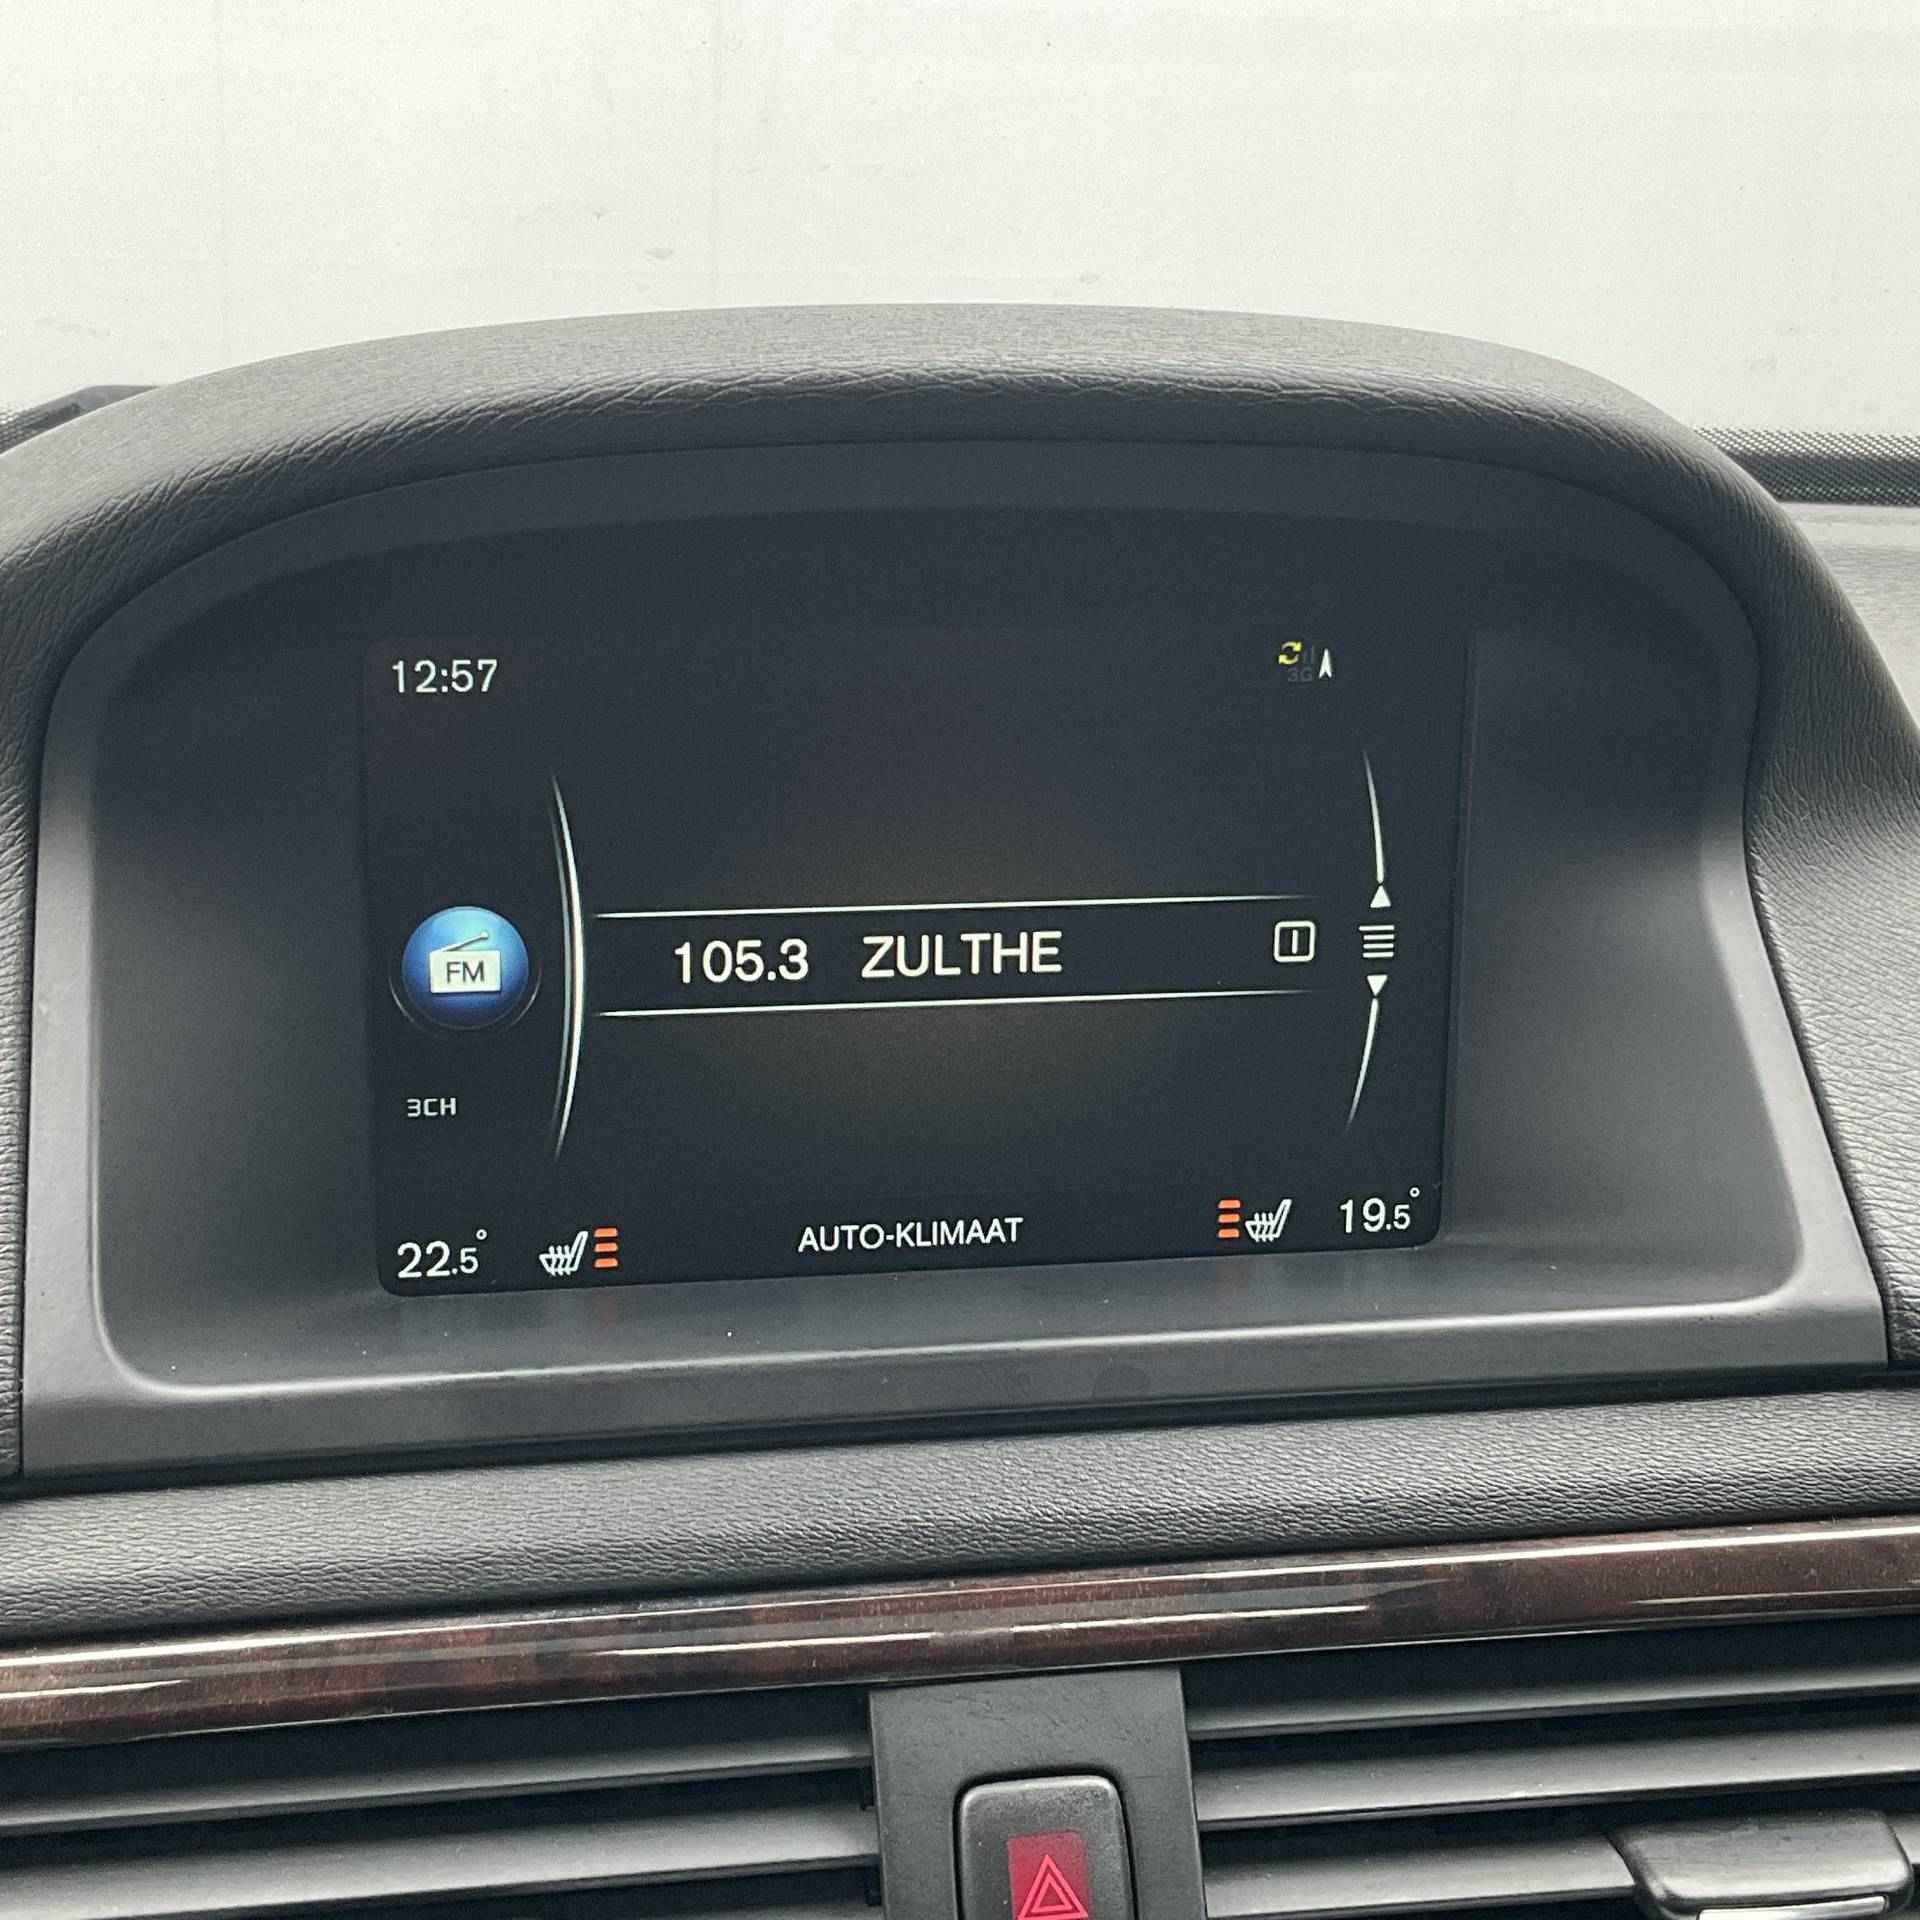 12:57
3G
FM
105.3 ZULTHE
3CH
22.5° AUTO-KLIMAAT 19.5°